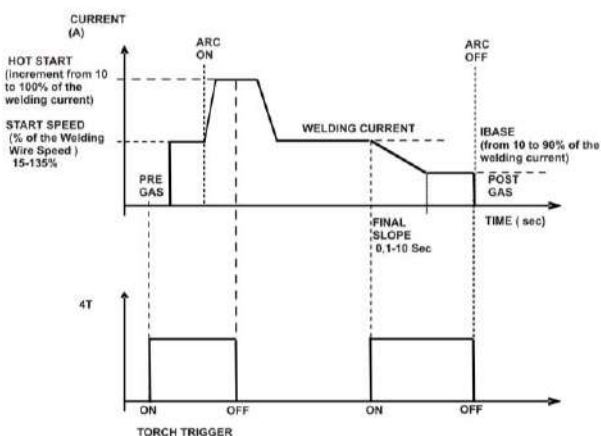 CURRENT
(A)
HOT START
(increment from 10
to 100% of the
welding current)
ARC
ON
ARC
OFF
START SPEED
(% of the Welding
Wire Speed )
15-135%
WELDING CURRENT
IBASE
(from 10 to 90% of the
welding current)
PRE
GAS
POST
GAS
TIME ( sec)
FINAL
SLOPE
0,1-10 Sec
4T
ON
OFF
ON
OFF
TORCH TRIGGER